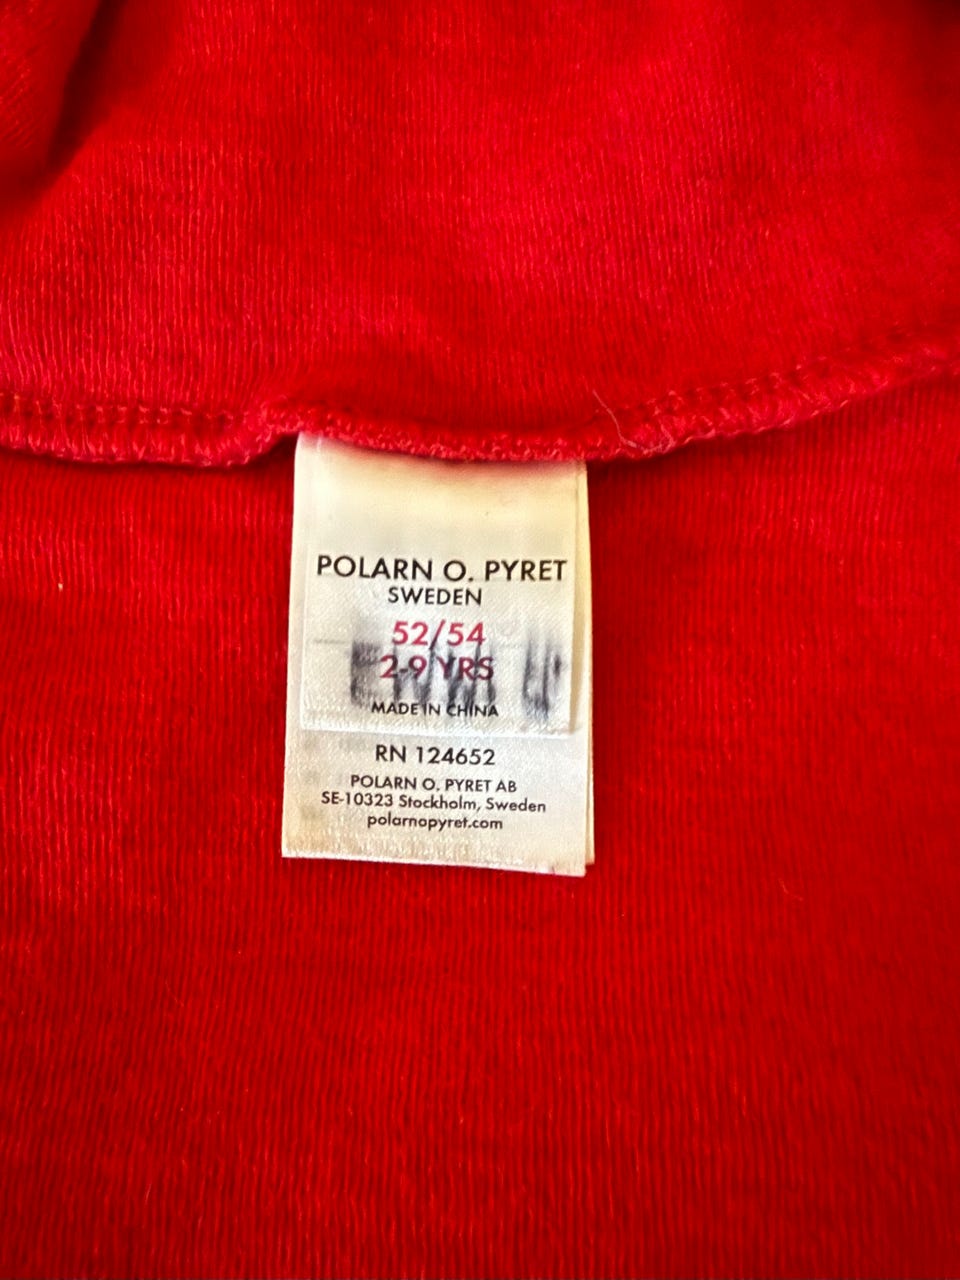 POLARN O. PYRET
SWEDEN
52/54
2-9 YRS
MADE IN CHINA
RN 124652
POLARN O. PYRET AB
SE-10323 Stockholm, Sweden
polarnopyret.com